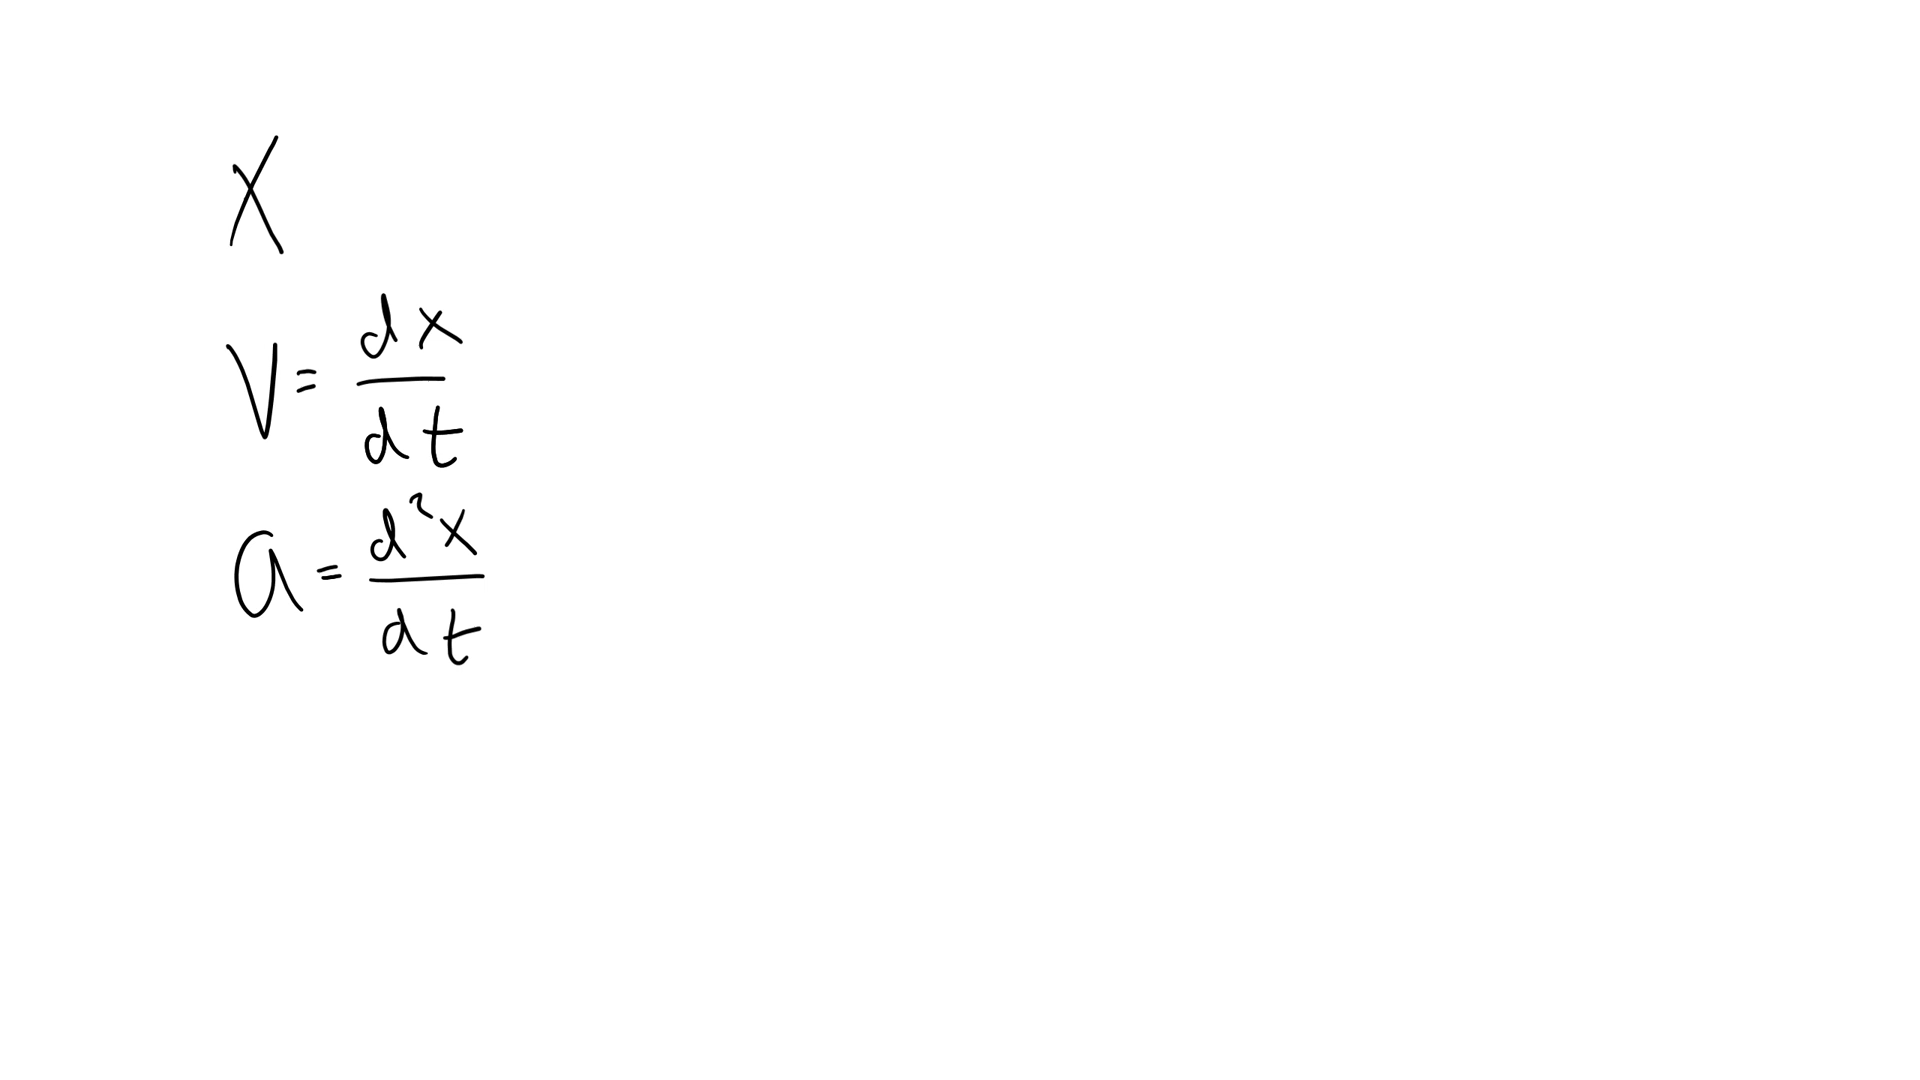 X
V = dx/dt
a = d²x/dt